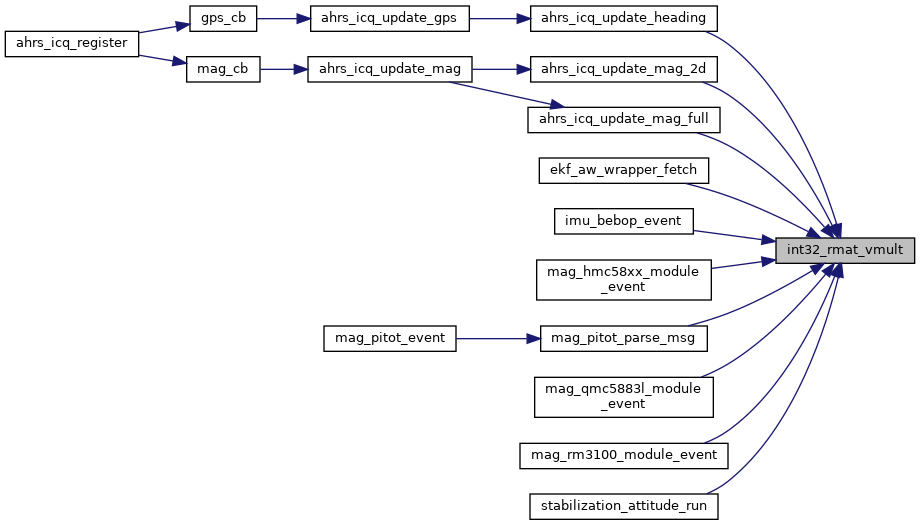 gps_cb
ahrs_icq_update_gps
ahrs_icq_update_heading
ahrs_icq_register
mag_cb
ahrs_icq_update_mag
ahrs_icq_update_mag_2d
ahrs_icq_update_mag_full
ekf_aw_wrapper_fetch
imu_bebop_event
int32_rmat_vmult
mag_hmc58xx_module
_event
mag_pitot_event
mag_pitot_parse_msg
mag_qmc5883l_module
_event
mag_rm3100_module_event
stabilization_attitude_run